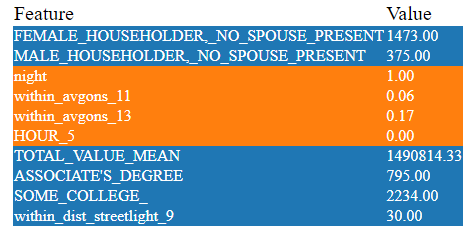 Feature Value
FEMALE_HOUSEHOLDER,_NO_SPOUSE_PRESENT 1473.00
MALE_HOUSEHOLDER,_NO_SPOUSE_PRESENT 375.00
night 1.00
within_avgons_11 0.06
within_avgons_13 0.17
HOUR_5 0.00
TOTAL_VALUE_MEAN 1490814.33
ASSOCIATE'S_DEGREE 795.00
SOME_COLLEGE_ 2234.00
within_dist_streetlight_9 30.00